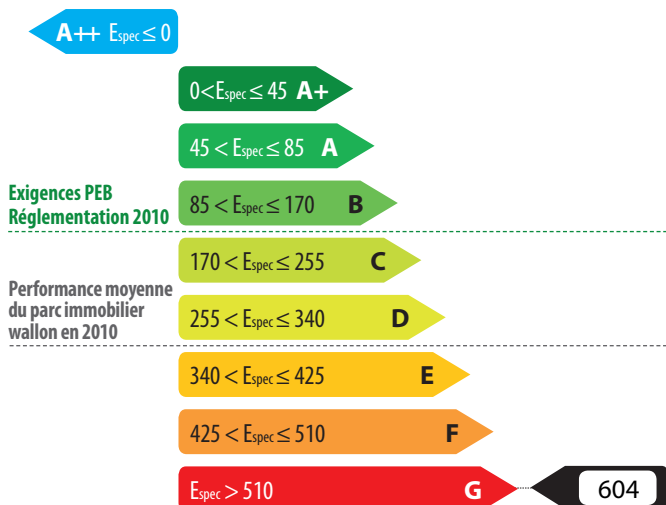 A++ Espec ≤ 0
0<Espec ≤ 45 A+
45 < Espec ≤ 85 A
Exigences PEB
Réglementation 2010
85 < Espec ≤ 170 B
170 < Espec ≤ 255 C
Performance moyenne
du parc immobilier
wallon en 2010
255 < Espec ≤ 340 D
340 < Espec ≤ 425 E
425 < Espec ≤ 510 F
Espec > 510 G
604